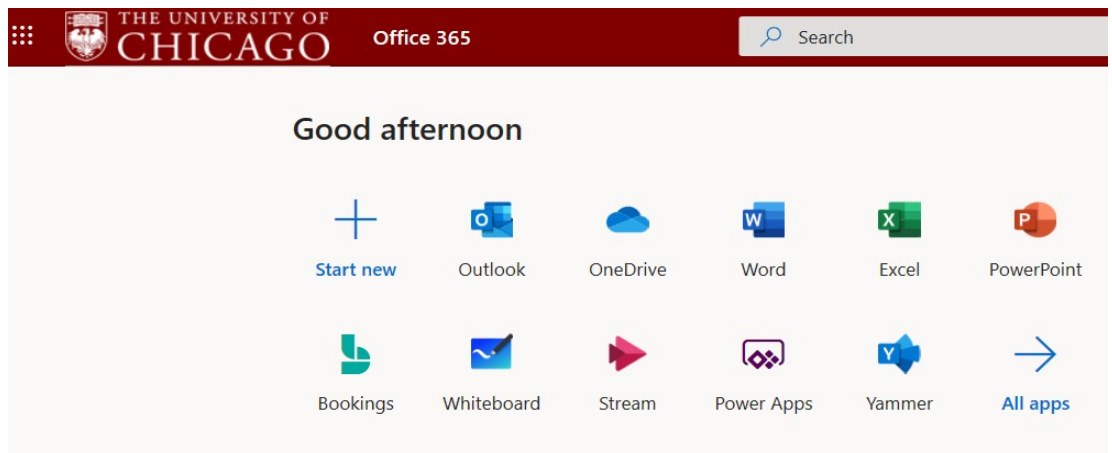 THE UNIVERSITY OF
CHICAGO
Office 365
Search
Good afternoon
Start new
Outlook
OneDrive
Word
Excel
PowerPoint
Bookings
Whiteboard
Stream
Power Apps
Yammer
All apps